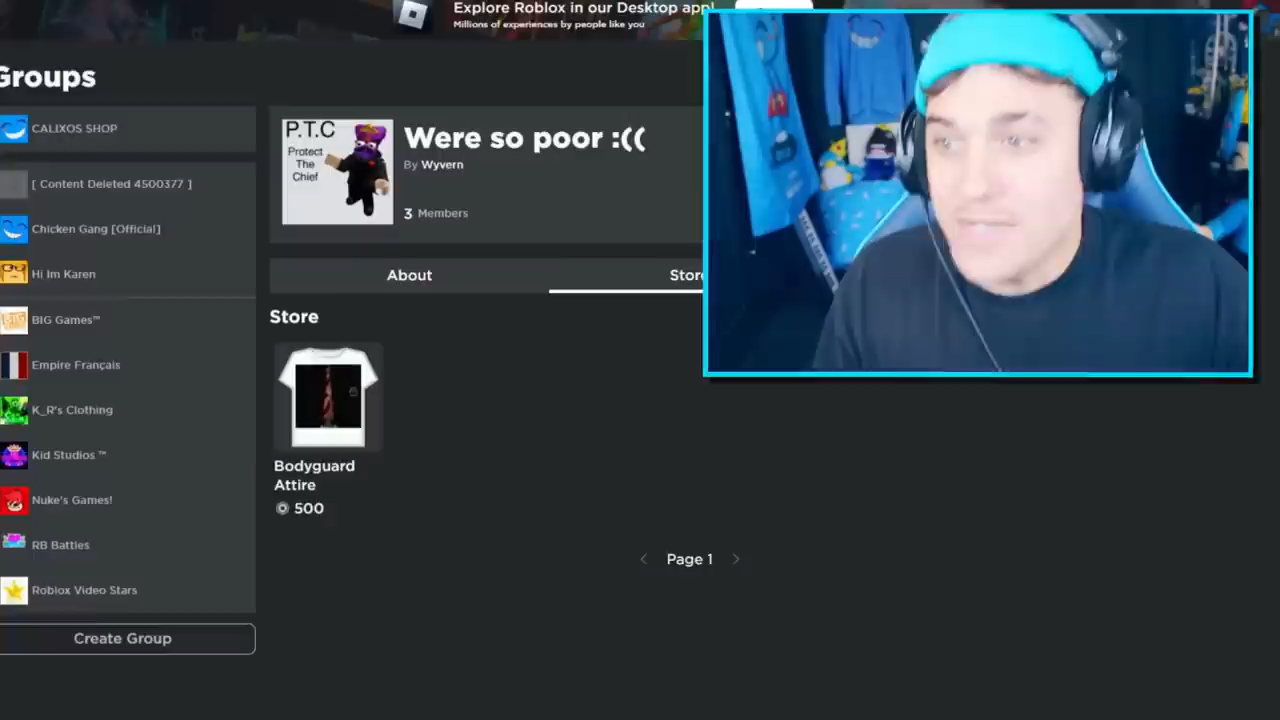 Explore Roblox in our Desktop app!
Millions of experiences by people like you
Groups
CALIXOS SHOP
[ Content Deleted 4500377 ]
Chicken Gang [Official]
Hi Im Karen
BIG Games™
Empire Français
K_R's Clothing
Kid Studios ™
Nuke's Games!
RB Battles
Roblox Video Stars
Create Group
P.T.C
Protect
The
Chief
Were so poor :((
By Wyvern
3 Members
About
Store
Store
Bodyguard
Attire
500
Page 1